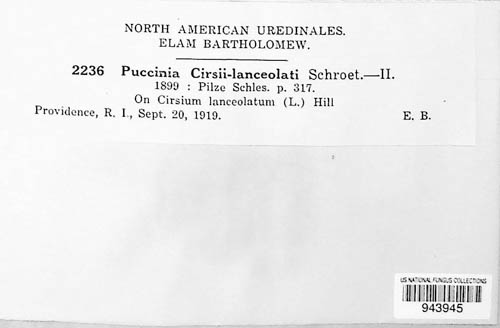 NORTH AMERICAN UREDINALES.
ELAM BARTHOLOMEW.
2236 Puccinia Cirsii-lanceolati Schroet.—II.
1899 : Pilze Schles. p. 317.
On Cirsium lanceolatum (L.) Hill
Providence, R. I., Sept. 20, 1919. E. B.
US NATIONAL FUNGUS COLLECTIONS
943945